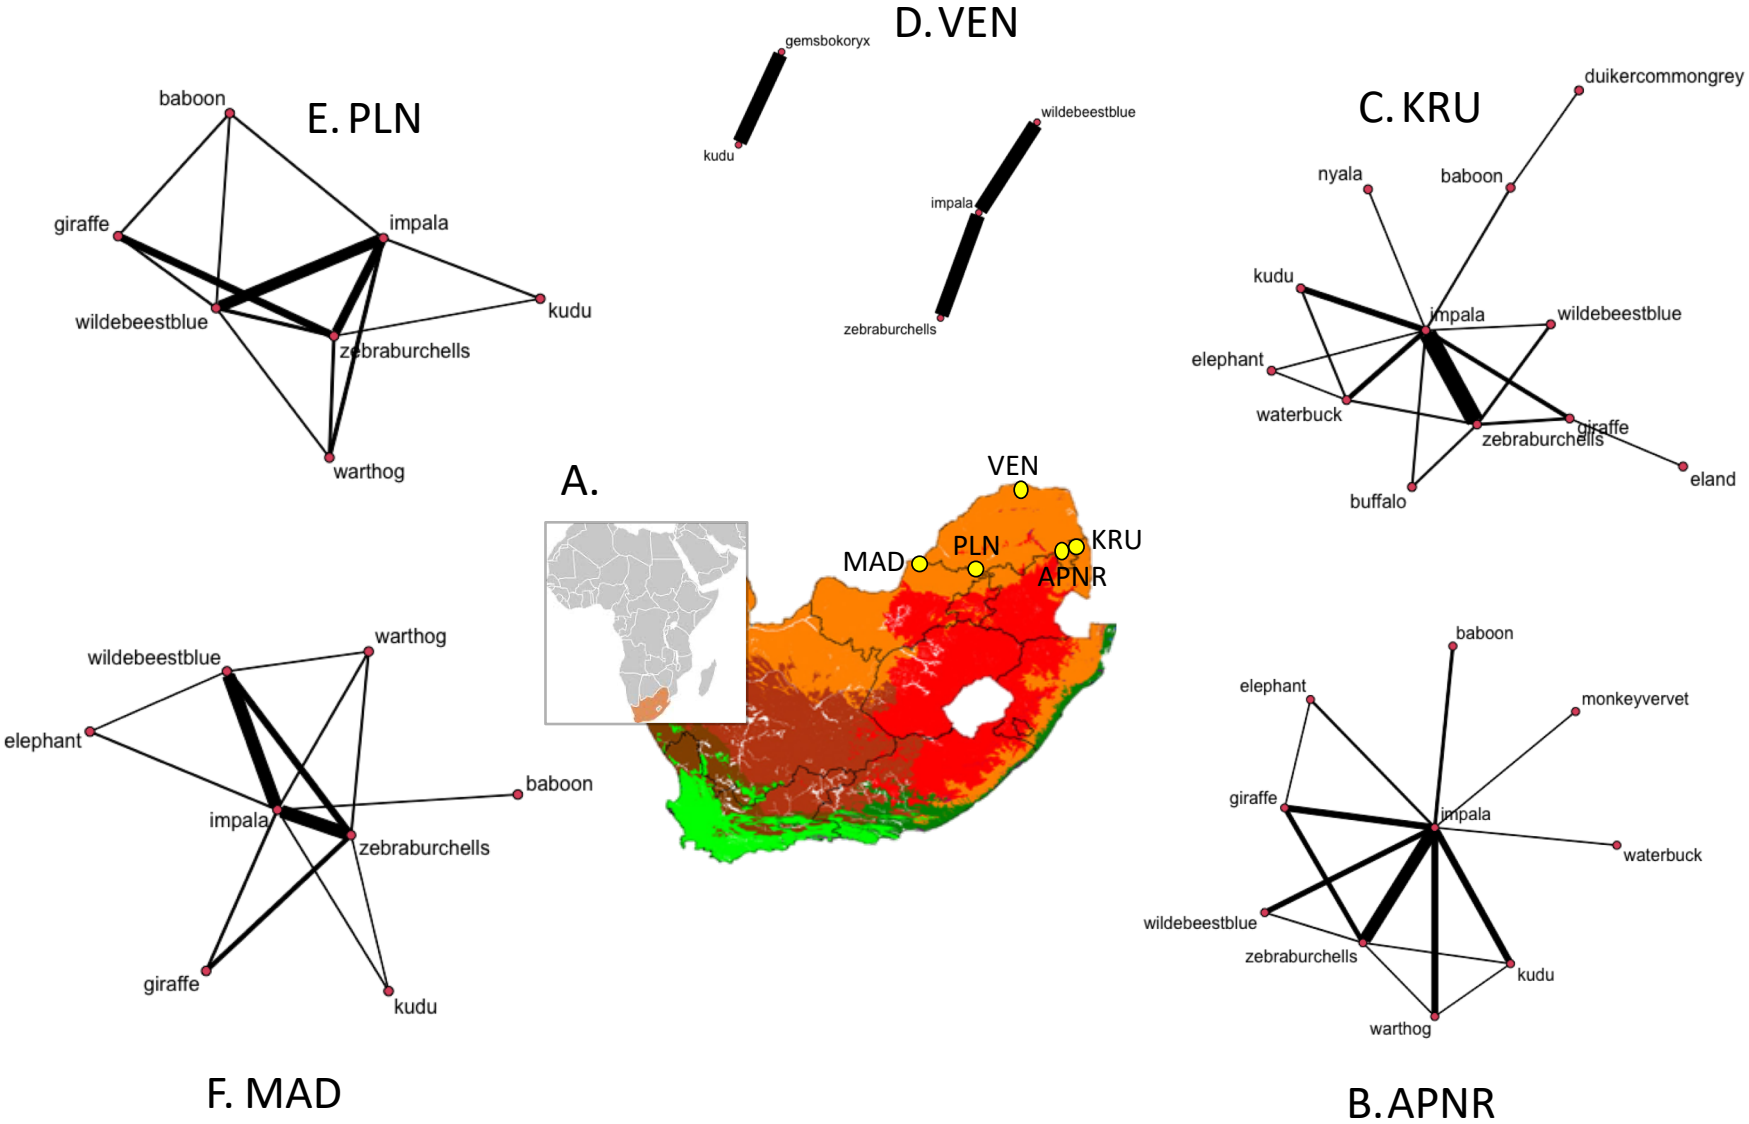 D. VEN
gemsbokoryx
kudu
wildebeestblue
impala
zebraburchells
E. PLN
baboon
giraffe
impala
wildebeestblue
kudu
zebraburchells
warthog
C. KRU
duikercommongrey
nyala
baboon
kudu
impala
wildebeestblue
elephant
waterbuck
giraffe
zebraburchells
eland
buffalo
A.
VEN
MAD
PLN
KRU
APNR
warthog
wildebeestblue
elephant
baboon
impala
zebraburchells
giraffe
kudu
F. MAD
baboon
elephant
monkeyvervet
giraffe
impala
waterbuck
wildebeestblue
zebraburchells
kudu
warthog
B. APNR